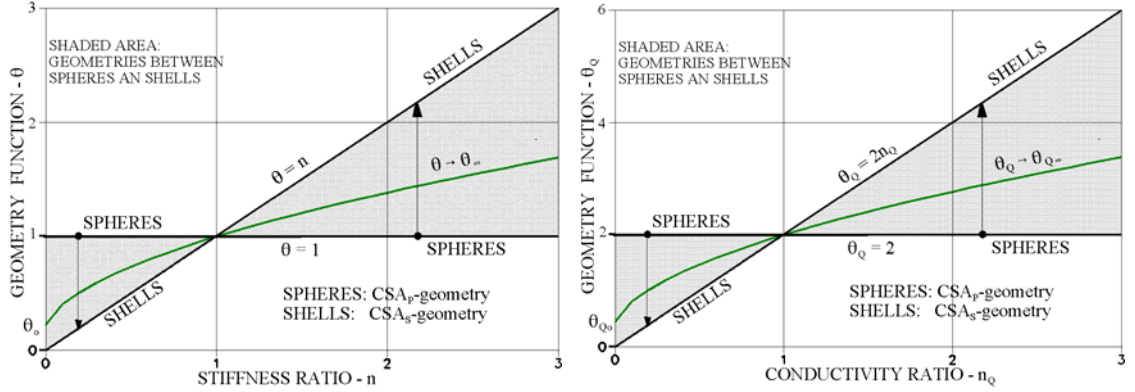 3
SHADED AREA:
GEOMETRIES BETWEEN
SPHERES AN SHELLS
SHELLS
2
θ = n
θ → θ∞
SPHERES
1
θ = 1
SPHERES
SPHERES: CSAP-geometry
SHELLS: CSAS-geometry
SHELLS
θo
0
0
1
2
3
GEOMETRY FUNCTION - θ
STIFFNESS RATIO - n
6
SHADED AREA:
GEOMETRIES BETWEEN
SPHERES AN SHELLS
SHELLS
4
θQ = 2nQ
θQ → θQ∞
SPHERES
2
θQ = 2
SPHERES
SPHERES: CSAP-geometry
SHELLS: CSAS-geometry
SHELLS
θQo
0
0
1
2
3
GEOMETRY FUNCTION - θQ
CONDUCTIVITY RATIO - nQ